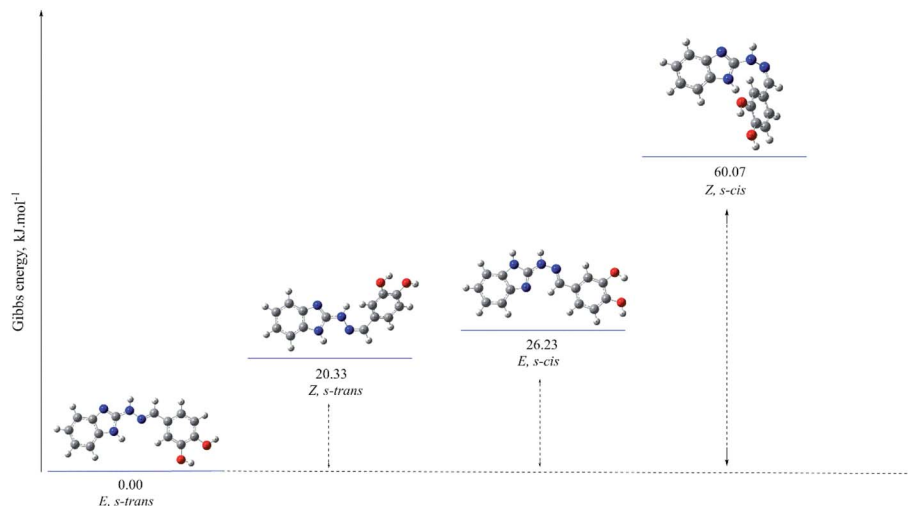 Gibbs energy, kJ.mol-1
60.07
Z, s-cis
26.23
E, s-cis
20.33
Z, s-trans
0.00
E, s-trans